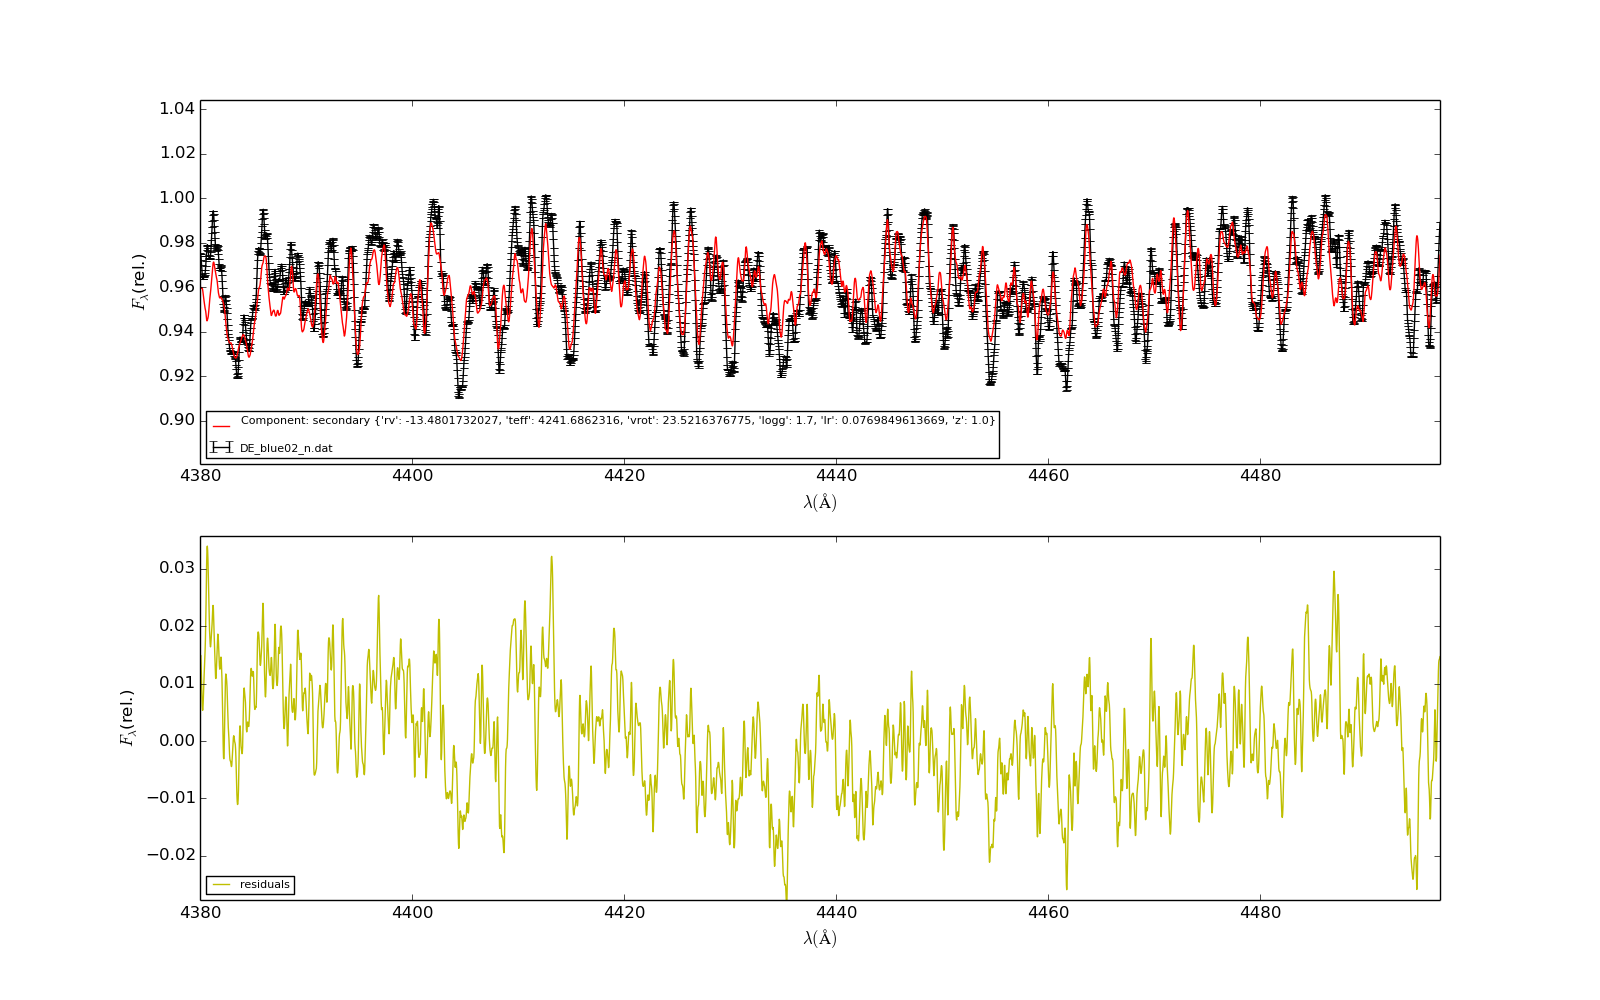 1.04
1.02
1.00
0.98
0.96
0.94
0.92
0.90
F_λ(rel.)
Component: secondary {'rv': -13.4801732027, 'teff': 4241.6862316, 'vrot': 23.5216376775, 'logg': 1.7, 'lr': 0.0769849613669, 'z': 1.0}
DE_blue02_n.dat
4380 4400 4420 4440 4460 4480
λ(Å)
0.03
0.02
0.01
0.00
−0.01
−0.02
F_λ(rel.)
residuals
4380 4400 4420 4440 4460 4480
λ(Å)